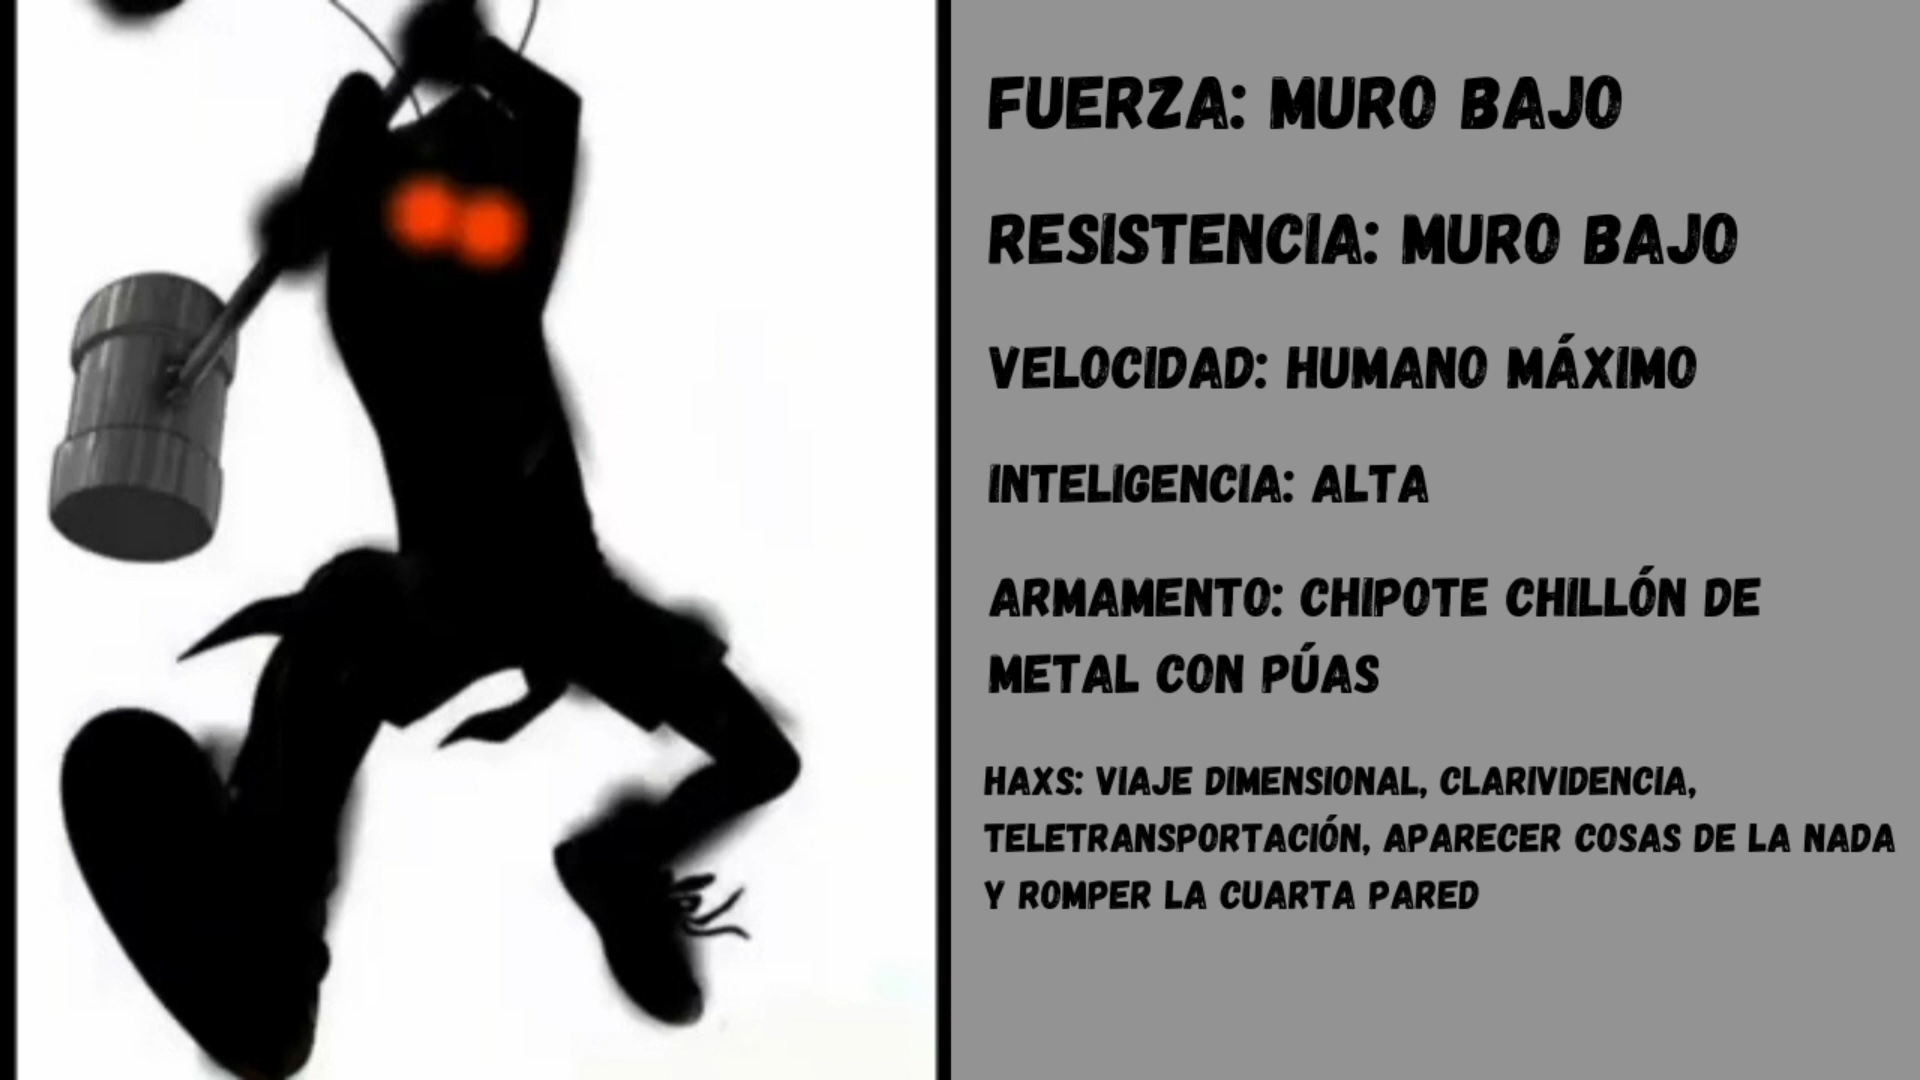 FUERZA: MURO BAJO
RESISTENCIA: MURO BAJO
VELOCIDAD: HUMANO MÁXIMO
INTELIGENCIA: ALTA
ARMAMENTO: CHIPOTE CHILLÓN DE
METAL CON PÚAS
HAXS: VIAJE DIMENSIONAL, CLARIVIDENCIA,
TELETRANSPORTACIÓN, APARECER COSAS DE LA NADA
Y ROMPER LA CUARTA PARED